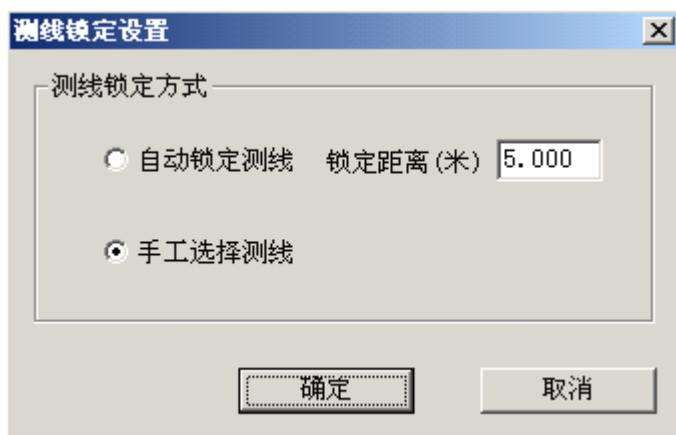 测线锁定设置
测线锁定方式
自动锁定测线 锁定距离(米) 5.000
手工选择测线
确定 取消